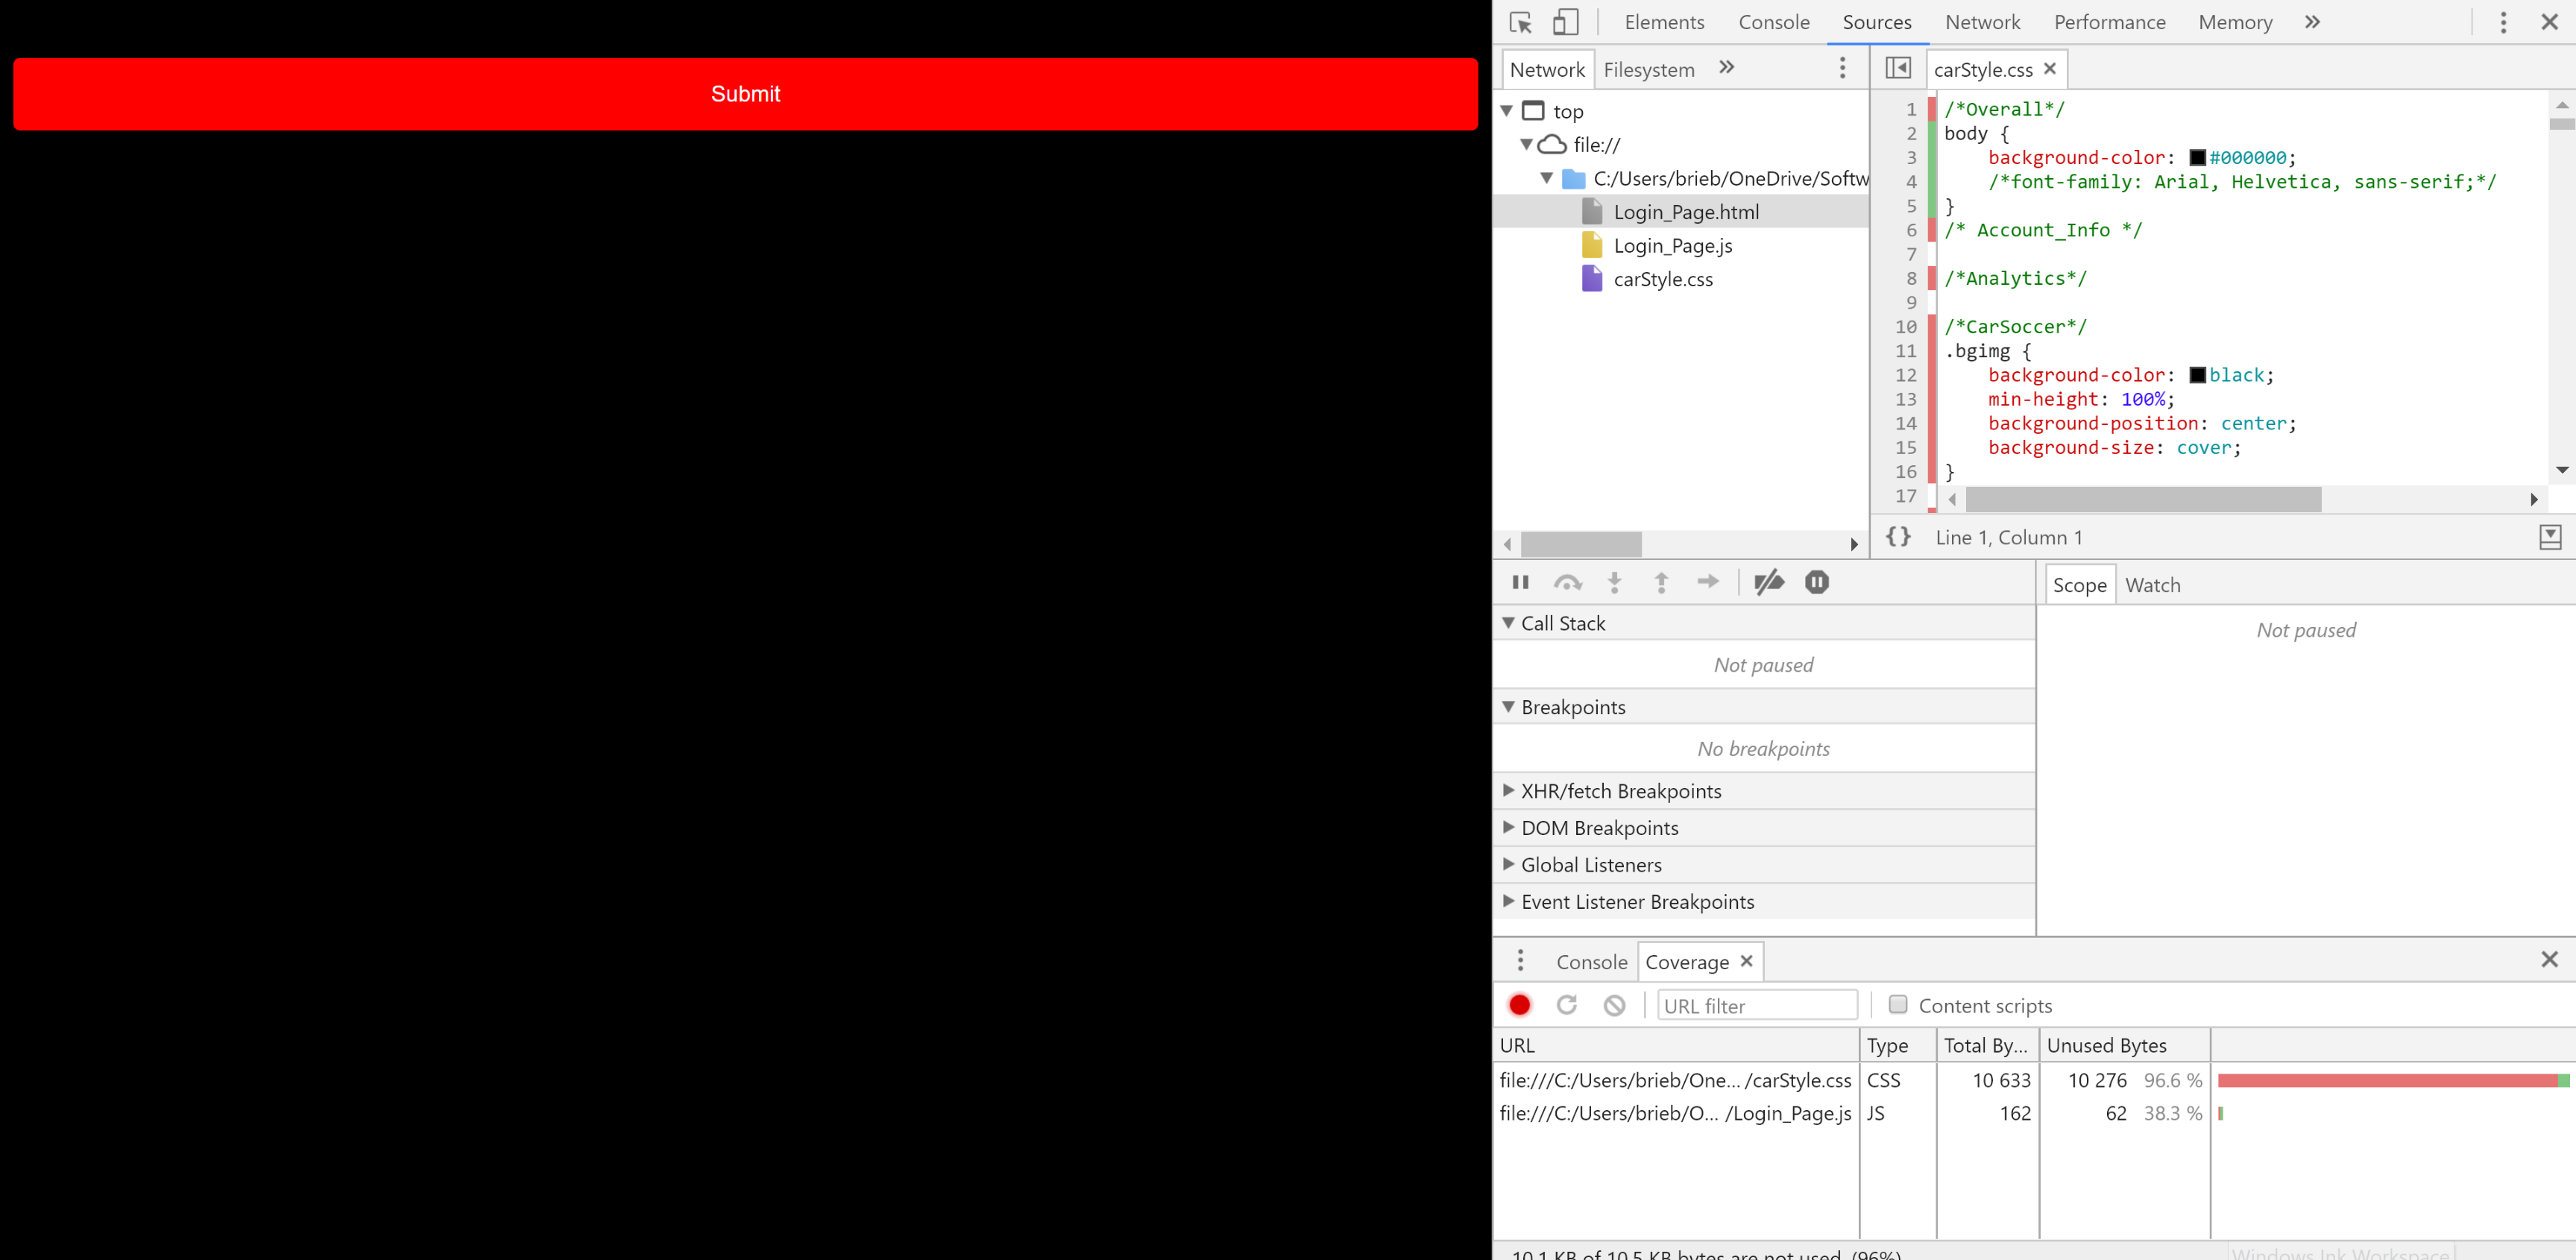 Submit
Elements Console Sources Network Performance Memory »
Network Filesystem »
top
file://
C:/Users/brieb/OneDrive/Softw
Login_Page.html
Login_Page.js
carStyle.css
carStyle.css
1 /*Overall*/
2 body {
3 background-color: #000000;
4 /*font-family: Arial, Helvetica, sans-serif;*/
5 }
6 /* Account_Info */
7
8 /*Analytics*/
9
10 /*CarSoccer*/
11 .bgimg {
12 background-color: black;
13 min-height: 100%;
14 background-position: center;
15 background-size: cover;
16 }
17
{} Line 1, Column 1
Call Stack
Not paused
Breakpoints
No breakpoints
XHR/fetch Breakpoints
DOM Breakpoints
Global Listeners
Event Listener Breakpoints
Scope Watch
Not paused
Console Coverage
URL filter Content scripts
URL Type Total By... Unused Bytes
file:///C:/Users/brieb/One... /carStyle.css CSS 10 633 10 276 96.6 %
file:///C:/Users/brieb/O... /Login_Page.js JS 162 62 38.3 %
10.1 KB of 10.5 KB bytes are not used. (96%)
Windows Ink Workspace